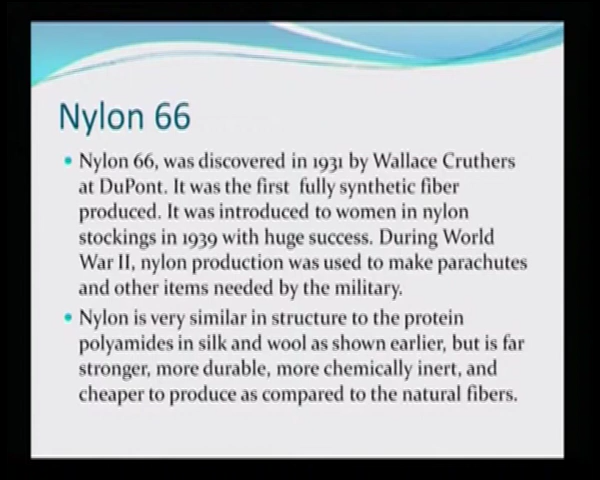 Nylon 66
• Nylon 66, was discovered in 1931 by Wallace Cruthers
at DuPont. It was the first fully synthetic fiber
produced. It was introduced to women in nylon
stockings in 1939 with huge success. During World
War II, nylon production was used to make parachutes
and other items needed by the military.
• Nylon is very similar in structure to the protein
polyamides in silk and wool as shown earlier, but is far
stronger, more durable, more chemically inert, and
cheaper to produce as compared to the natural fibers.